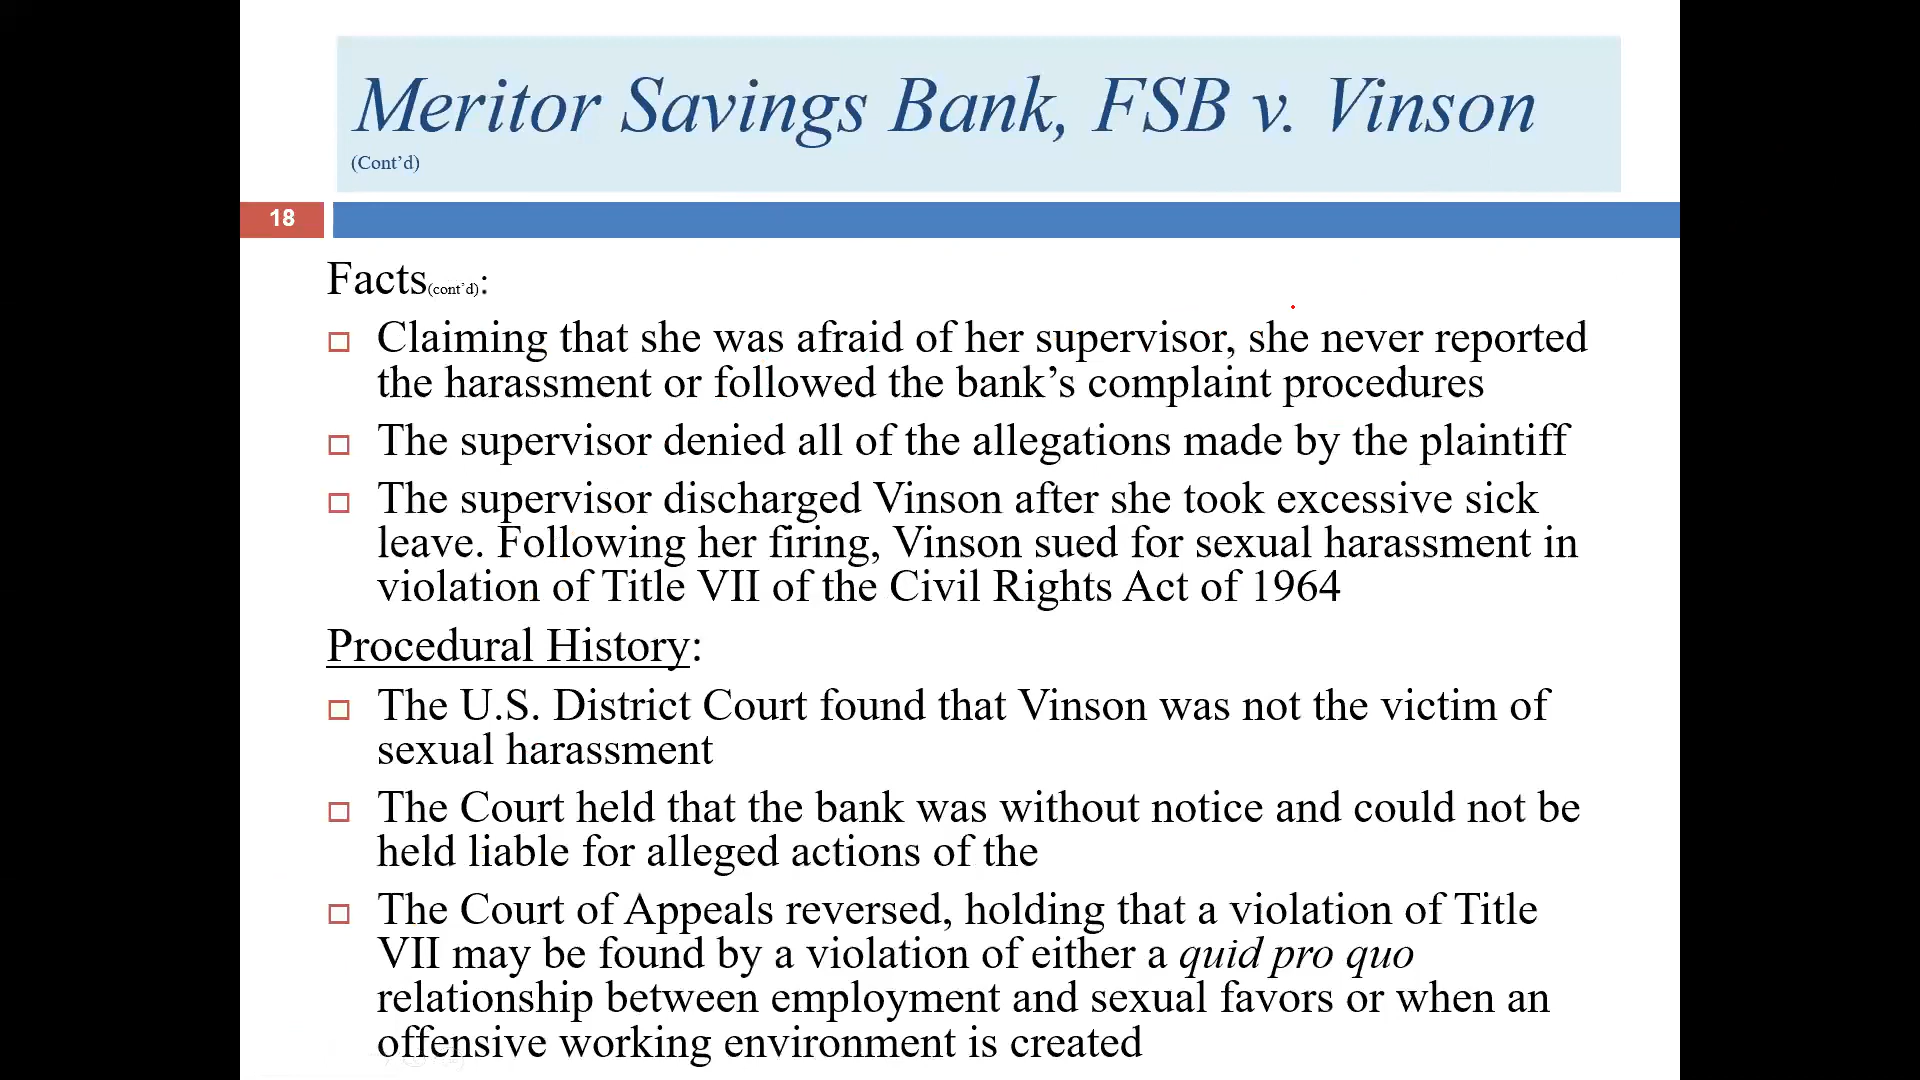 Meritor Savings Bank, FSB v. Vinson
(Cont’d)
18
Facts(cont’d):
Claiming that she was afraid of her supervisor, she never reported
the harassment or followed the bank’s complaint procedures
The supervisor denied all of the allegations made by the plaintiff
The supervisor discharged Vinson after she took excessive sick
leave. Following her firing, Vinson sued for sexual harassment in
violation of Title VII of the Civil Rights Act of 1964
Procedural History:
The U.S. District Court found that Vinson was not the victim of
sexual harassment
The Court held that the bank was without notice and could not be
held liable for alleged actions of the
The Court of Appeals reversed, holding that a violation of Title
VII may be found by a violation of either a quid pro quo
relationship between employment and sexual favors or when an
offensive working environment is created